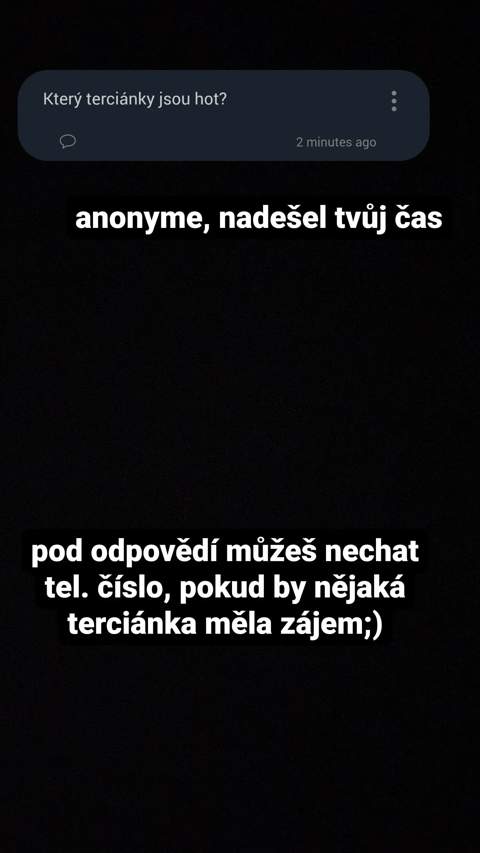 Který terciánky jsou hot?
2 minutes ago
anonyme, nadešel tvůj čas
pod odpovědí můžeš nechat
tel. číslo, pokud by nějaká
terciánka měla zájem;)